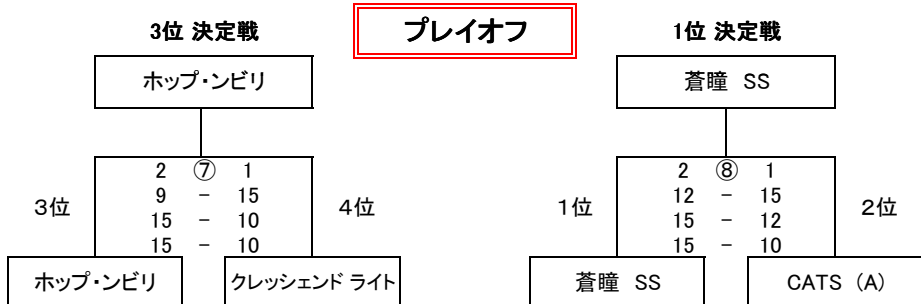 プレイオフ
3位 決定戦
ホップ・ンビリ
2 ⑦ 1
9 － 15
15 － 10
15 － 10
3位
4位
ホップ・ンビリ
クレッシェンド ライト
1位 決定戦
蒼瞳 SS
2 ⑧ 1
12 － 15
15 － 12
15 － 10
1位
2位
蒼瞳 SS
CATS (A)